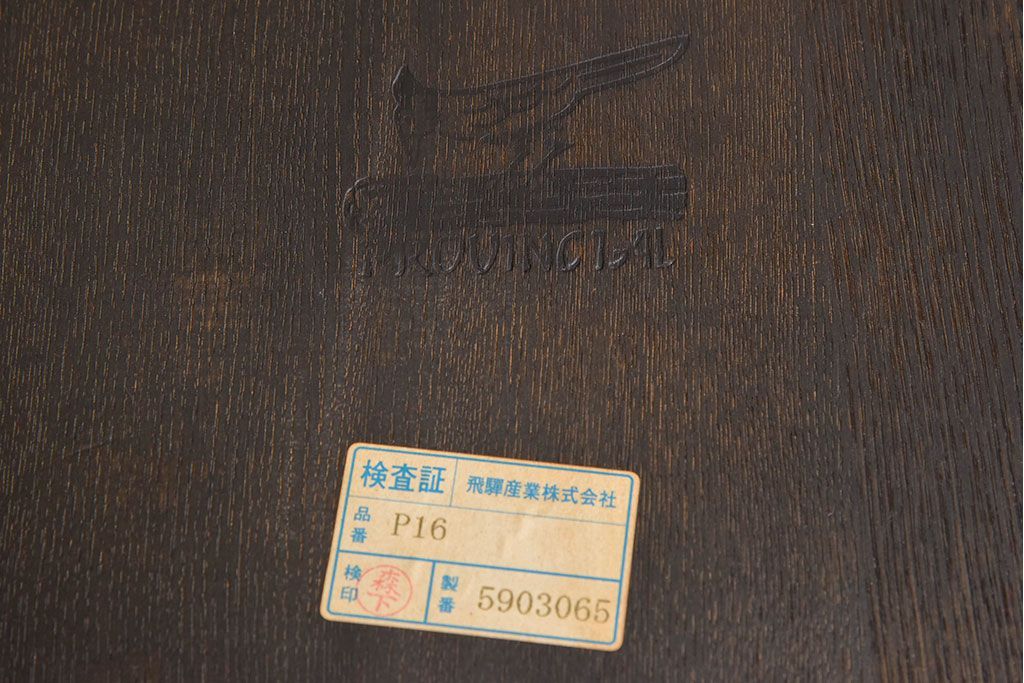 PROVINCIAL
検査証 飛驒産業株式会社
品番 P16
検印 森下 製番 5903065